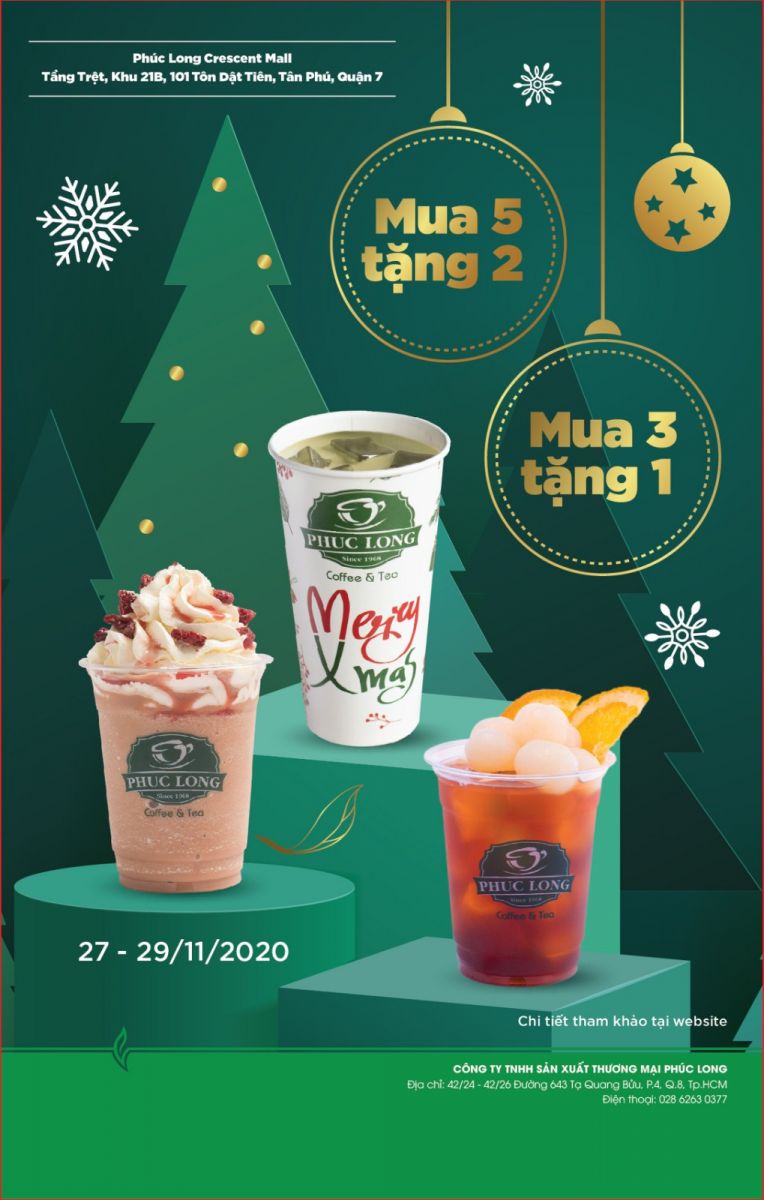 Phúc Long Crescent Mall
Tầng Trệt, Khu 21B, 101 Tôn Dật Tiên, Tân Phú, Quận 7
Mua 5
tặng 2
Mua 3
tặng 1
PHUC LONG
Since 1968
Coffee & Tea
Merry
Xmas
PHUC LONG
Since 1968
Coffee & Tea
PHUC LONG
Since 1968
Coffee & Tea
27 - 29/11/2020
Chi tiết tham khảo tại website
CÔNG TY TNHH SẢN XUẤT THƯƠNG MẠI PHÚC LONG
Địa chỉ: 42/24 - 42/26 Đường 643 Tạ Quang Bửu, P.4, Q.8, Tp.HCM
Điện thoại: 028 6263 0377